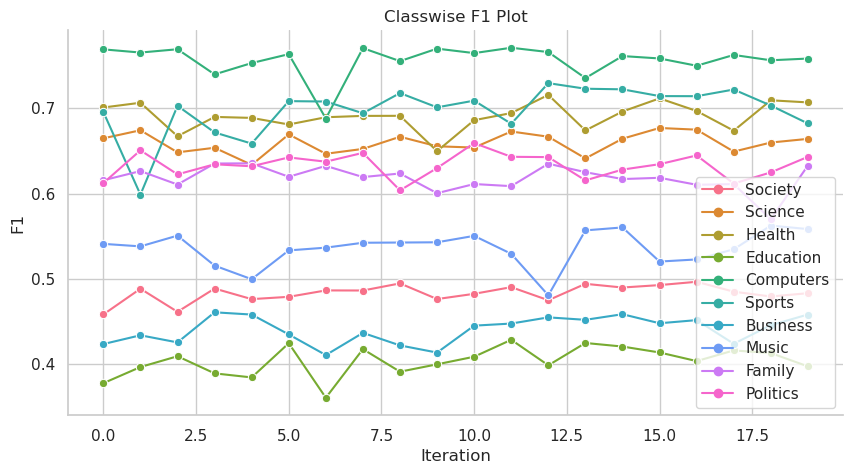 Classwise F1 Plot
F1
0.7
0.6
0.5
0.4
Society
Science
Health
Education
Computers
Sports
Business
Music
Family
Politics
0.0 2.5 5.0 7.5 10.0 12.5 15.0 17.5
Iteration